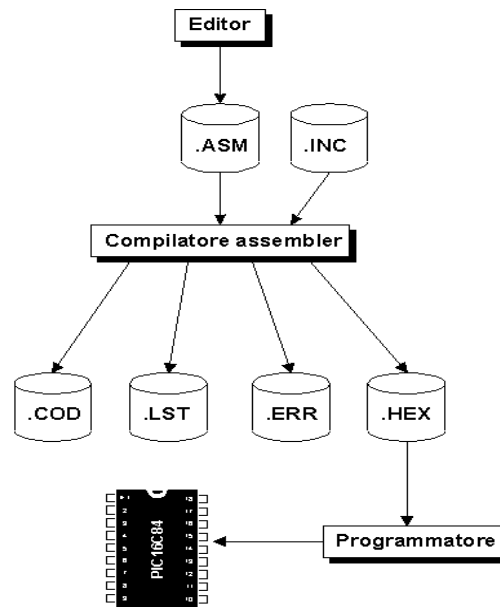 Editor
.ASM
.INC
Compilatore assembler
.COD
.LST
.ERR
.HEX
PIC16C84
Programmatore